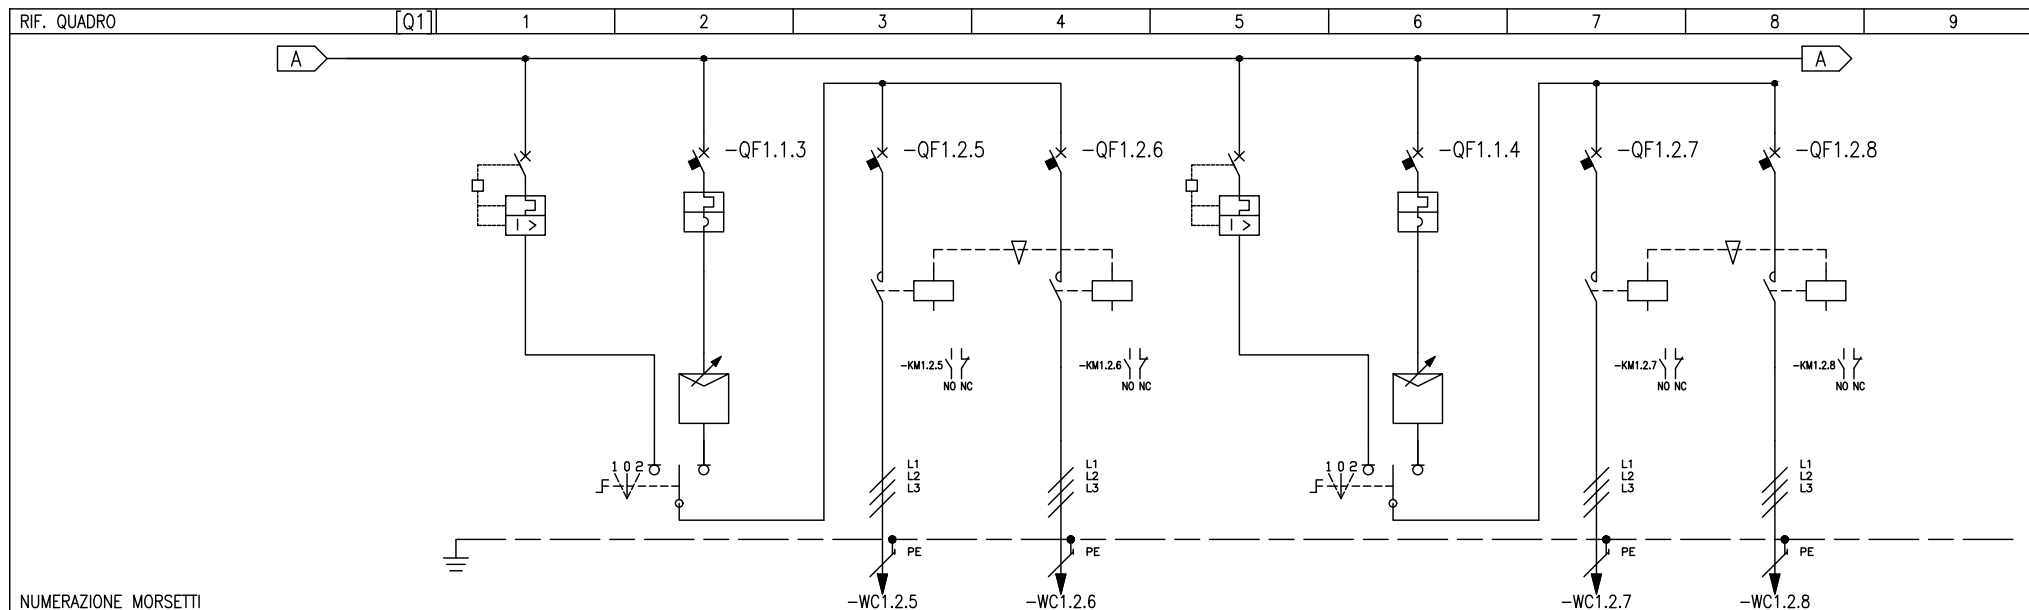 RIF. QUADRO [Q1] 1 2 3 4 5 6 7 8 9
A A
-QF1.1.3 -QF1.2.5 -QF1.2.6 -QF1.1.4 -QF1.2.7 -QF1.2.8
I > I >
-KM1.2.5 -KM1.2.6 -KM1.2.7 -KM1.2.8
NO NC NO NC NO NC NO NC
1 0 2 L1 L1 1 0 2 L1 L1
L2 L2 L2 L2
L3 L3 L3 L3
PE PE PE PE
NUMERAZIONE MORSETTI -WC1.2.5 -WC1.2.6 -WC1.2.7 -WC1.2.8